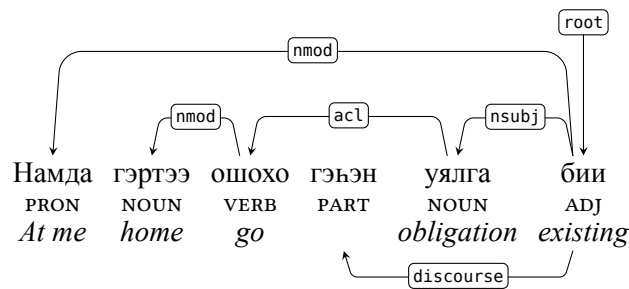 root
nmod
nmod acl nsubj
Намда гэртээ ошохо гэһэн уялга бии
PRON NOUN VERB PART NOUN ADJ
At me home go obligation existing
discourse